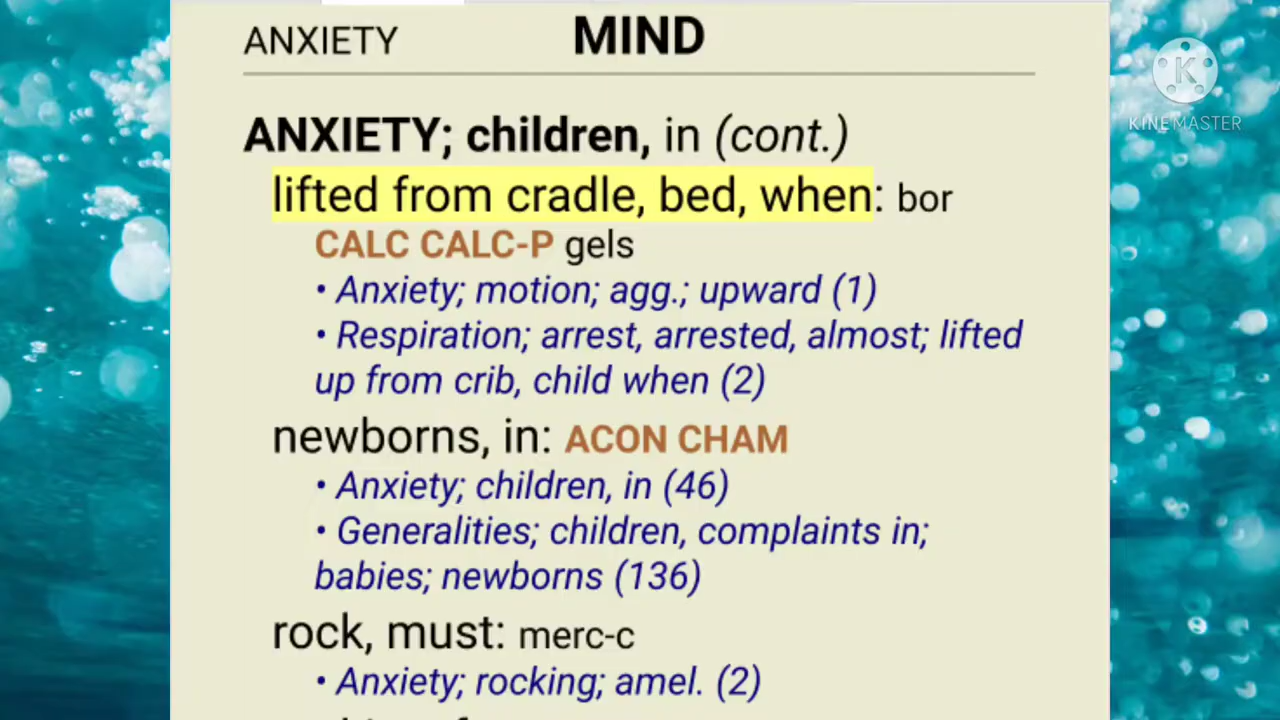 ANXIETY MIND
K
KINEMASTER
ANXIETY; children, in (cont.)
lifted from cradle, bed, when: bor
CALC CALC-P gels
• Anxiety; motion; agg.; upward (1)
• Respiration; arrest, arrested, almost; lifted
up from crib, child when (2)
newborns, in: ACON CHAM
• Anxiety; children, in (46)
• Generalities; children, complaints in;
babies; newborns (136)
rock, must: merc-c
• Anxiety; rocking; amel. (2)